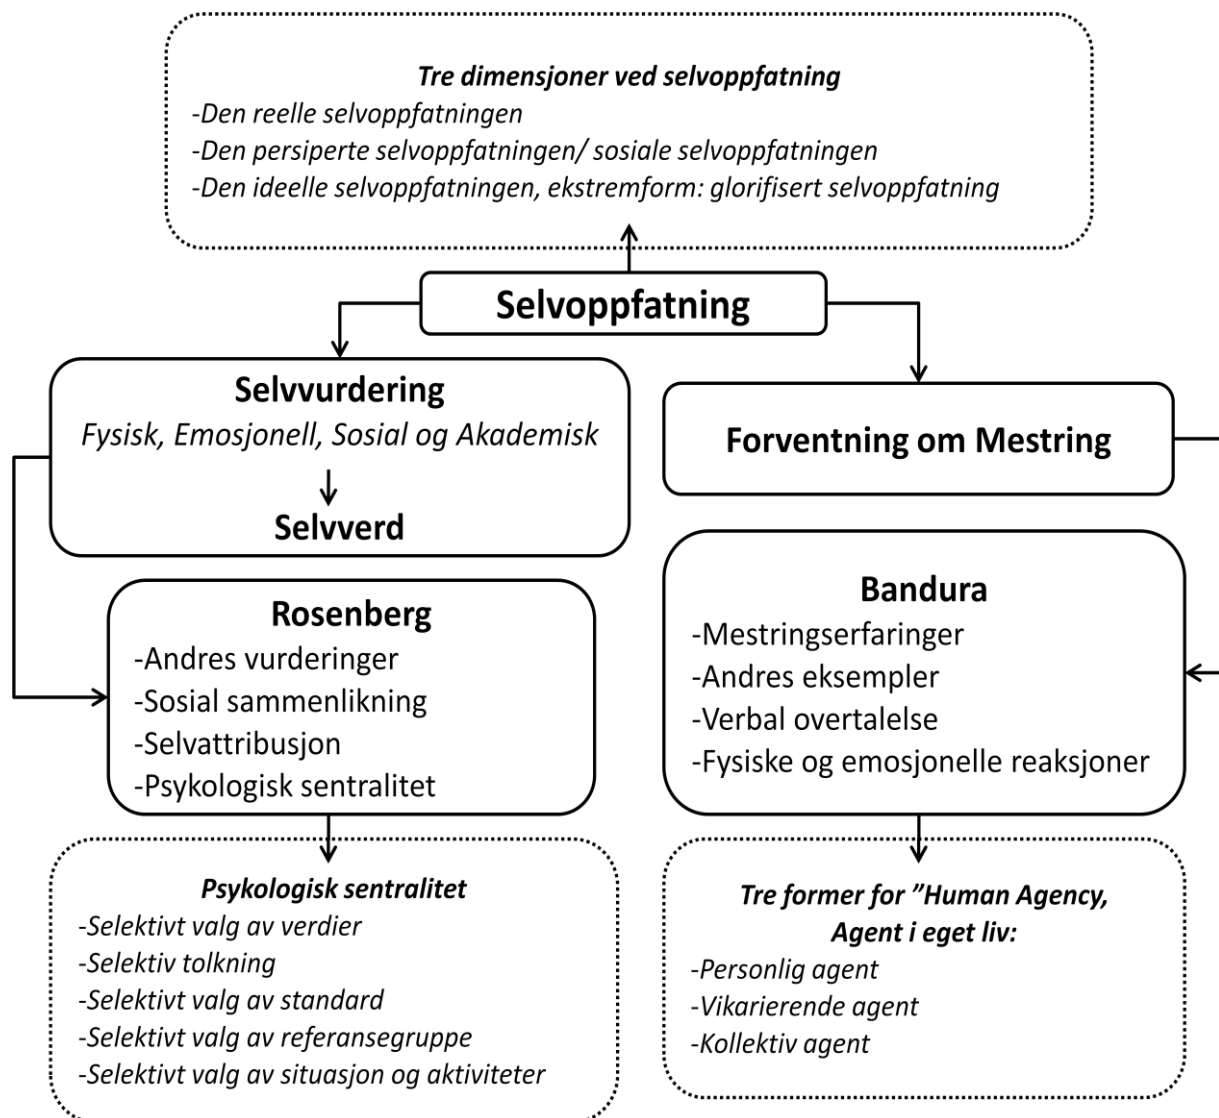 Tre dimensjoner ved selvoppfatning
-Den reelle selvoppfatningen
-Den persiperte selvoppfatningen/ sosiale selvoppfatningen
-Den ideelle selvoppfatningen, ekstremform: glorifisert selvoppfatning
Selvoppfatning
Selvvurdering
Fysisk, Emosjonell, Sosial og Akademisk
Selvverd
Forventning om Mestring
Rosenberg
-Andres vurderinger
-Sosial sammenlikning
-Selvattribusjon
-Psykologisk sentralitet
Bandura
-Mestringserfaringer
-Andres eksempler
-Verbal overtalelse
-Fysiske og emosjonelle reaksjoner
Psykologisk sentralitet
-Selektivt valg av verdier
-Selektiv tolkning
-Selektivt valg av standard
-Selektivt valg av referansegruppe
-Selektivt valg av situasjon og aktiviteter
Tre former for ”Human Agency,
Agent i eget liv:
-Personlig agent
-Vikarierende agent
-Kollektiv agent